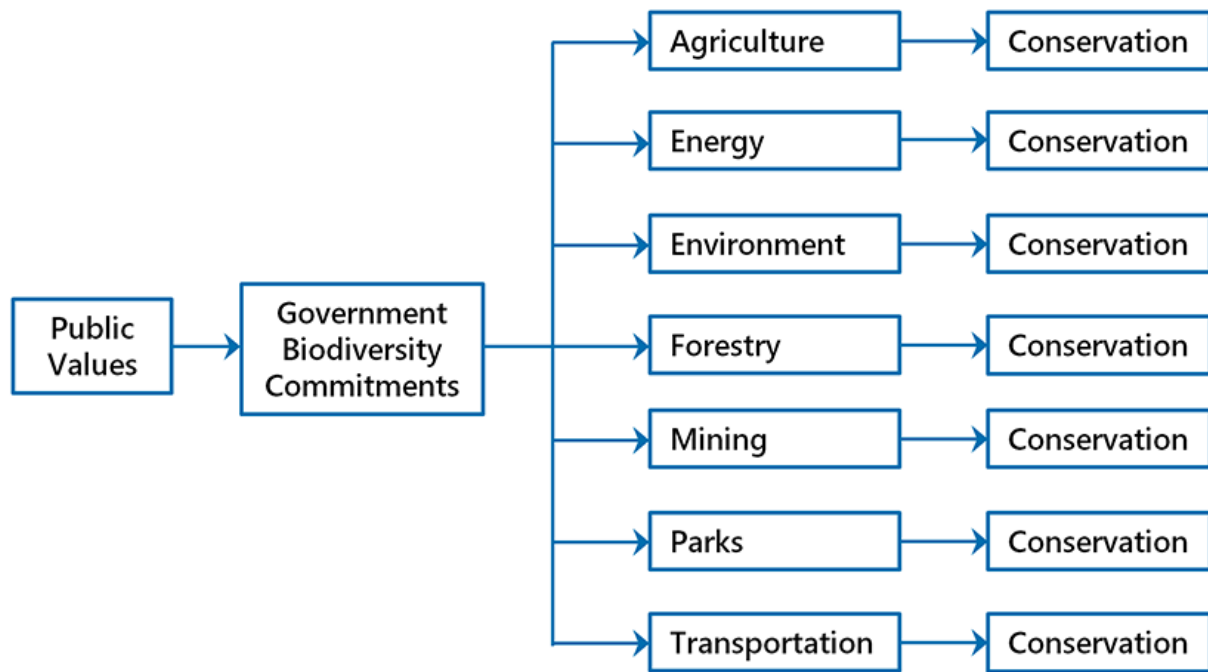 Public
Values
Government
Biodiversity
Commitments
Agriculture
Conservation
Energy
Conservation
Environment
Conservation
Forestry
Conservation
Mining
Conservation
Parks
Conservation
Transportation
Conservation